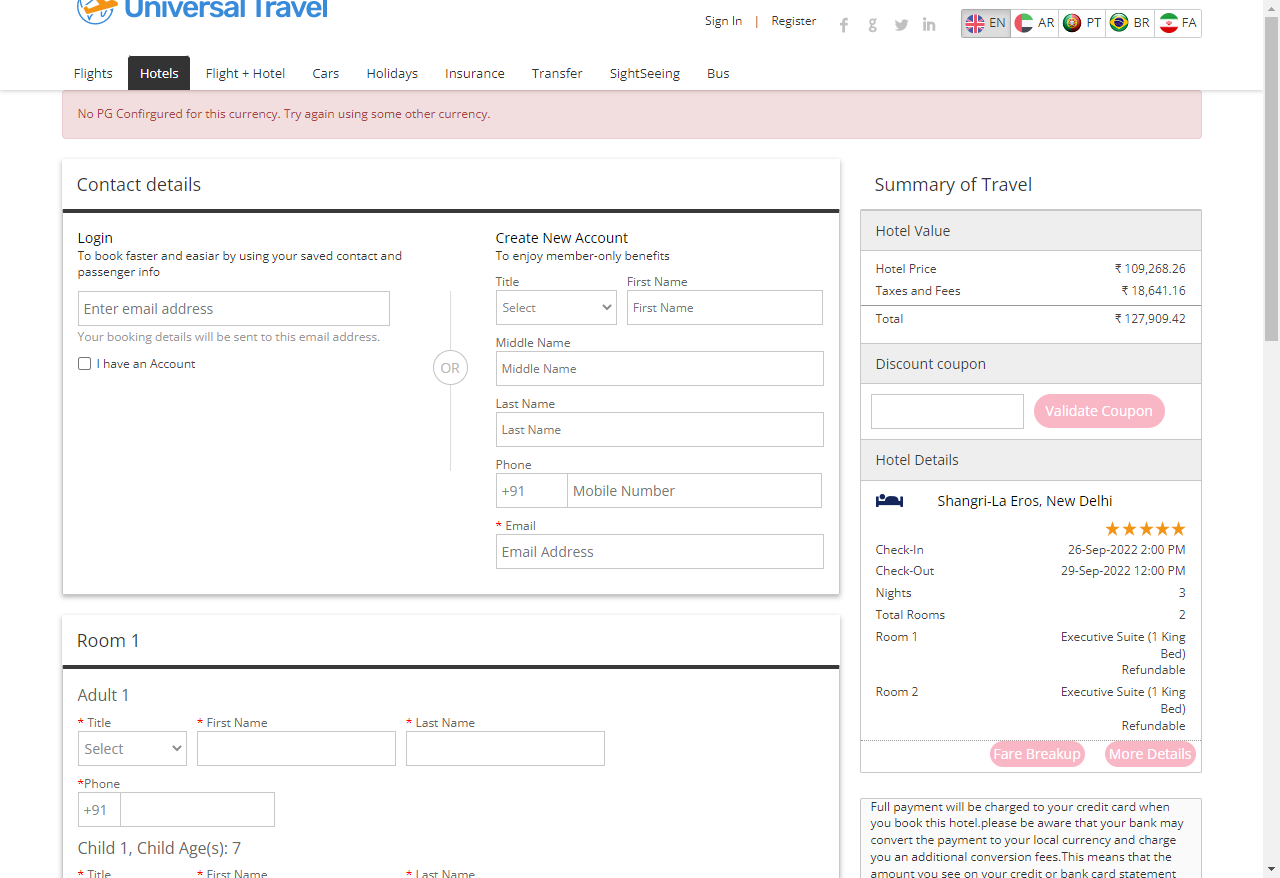 Universal Travel
Sign In | Register
EN AR PT BR FA
Flights Hotels Flight + Hotel Cars Holidays Insurance Transfer SightSeeing Bus
No PG Confirgured for this currency. Try again using some other currency.
Contact details
Login
To book faster and easiar by using your saved contact and
passenger info
Enter email address
Your booking details will be sent to this email address.
I have an Account
OR
Create New Account
To enjoy member-only benefits
Title First Name
Select First Name
Middle Name
Middle Name
Last Name
Last Name
Phone
+91 Mobile Number
* Email
Email Address
Room 1
Adult 1
* Title * First Name * Last Name
Select
*Phone
+91
Child 1, Child Age(s): 7
* Title * First Name * Last Name
Summary of Travel
Hotel Value
Hotel Price ₹ 109,268.26
Taxes and Fees ₹ 18,641.16
Total ₹ 127,909.42
Discount coupon
Validate Coupon
Hotel Details
Shangri-La Eros, New Delhi
Check-In 26-Sep-2022 2:00 PM
Check-Out 29-Sep-2022 12:00 PM
Nights 3
Total Rooms 2
Room 1 Executive Suite (1 King
Bed)
Refundable
Room 2 Executive Suite (1 King
Bed)
Refundable
Fare Breakup More Details
Full payment will be charged to your credit card when
you book this hotel.please be aware that your bank may
convert the payment to your local currency and charge
you an additional conversion fees.This means that the
amount you see on your credit or bank card statement